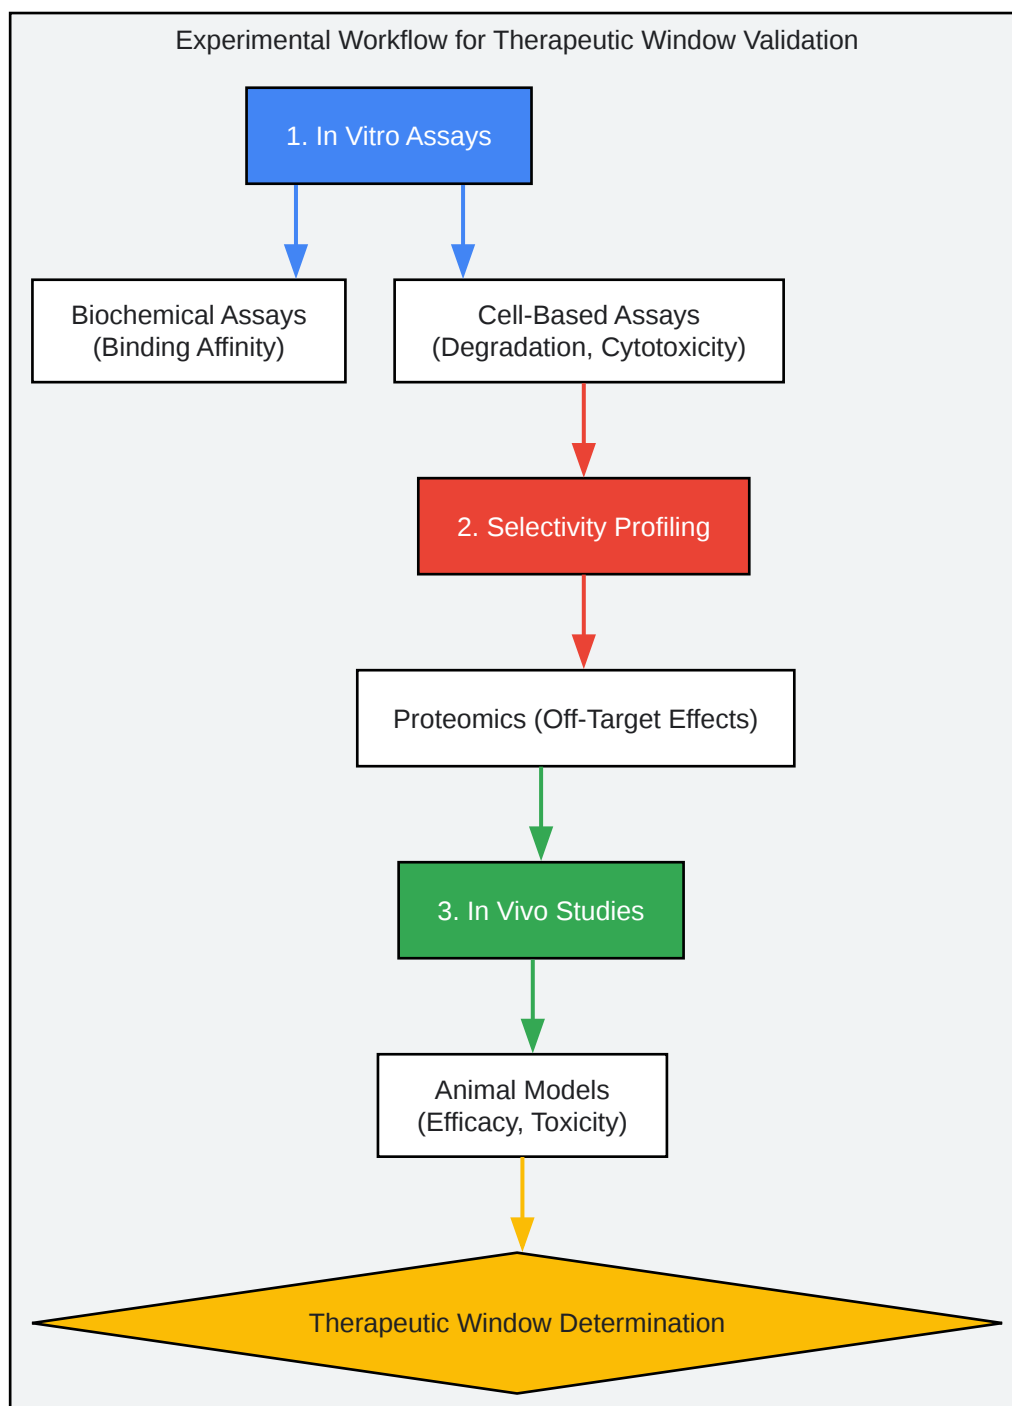 Experimental Workflow for Therapeutic Window Validation
1. In Vitro Assays
Biochemical Assays
(Binding Affinity)
Cell-Based Assays
(Degradation, Cytotoxicity)
2. Selectivity Profiling
Proteomics (Off-Target Effects)
3. In Vivo Studies
Animal Models
(Efficacy, Toxicity)
Therapeutic Window Determination